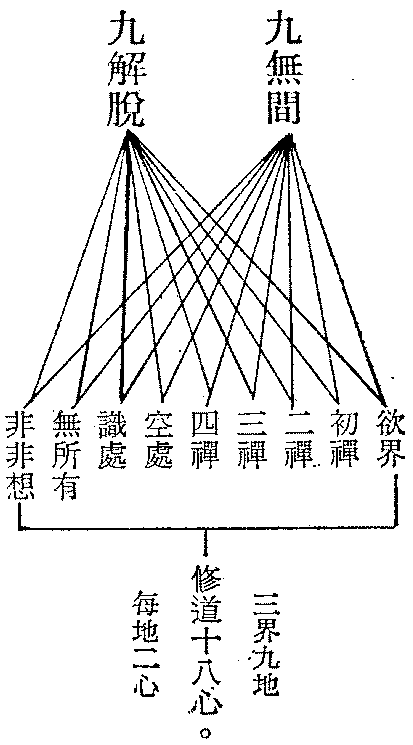 九無間
九解脫
欲界
初禪
二禪
三禪
四禪
空處
識處
無所有
非非想
三界九地
修道十八心。
每地二心